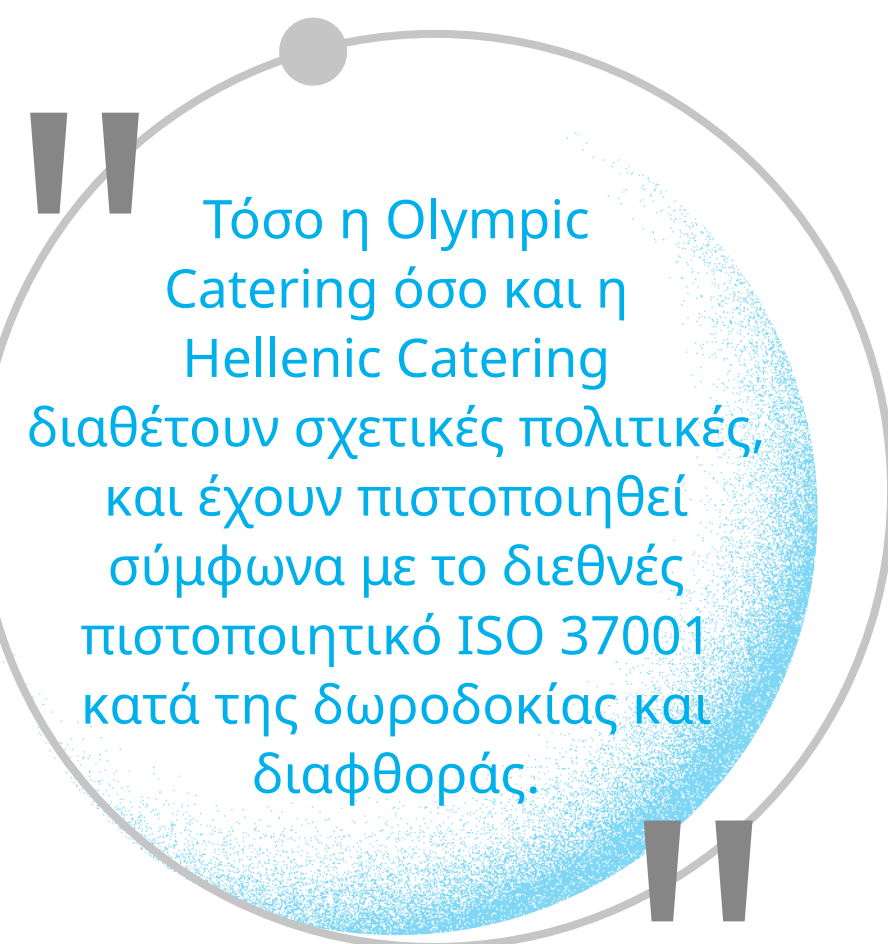 "
Τόσο η Olympic
Catering όσο και η
Hellenic Catering
διαθέτουν σχετικές πολιτικές,
και έχουν πιστοποιηθεί
σύμφωνα με το διεθνές
πιστοποιητικό ISO 37001
κατά της δωροδοκίας και
διαφθοράς.
"